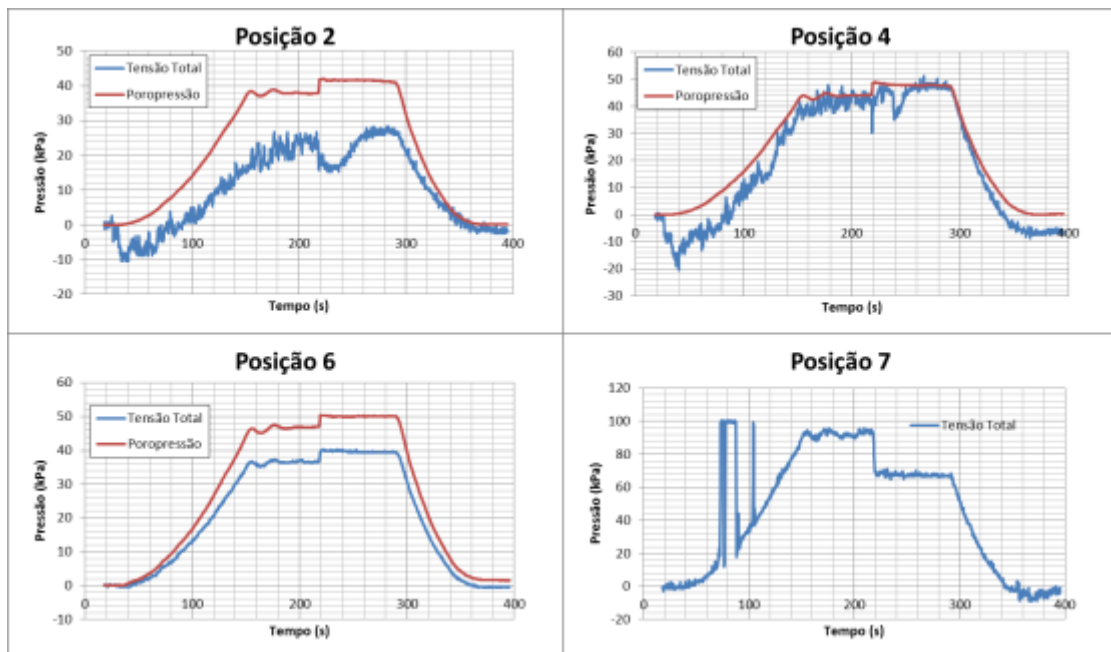 Posição 2
Tensão Total
Poropressão
Pressão (kPa)
50
40
30
20
10
0
-10
-20
0
100
200
300
400
Tempo (s)
Posição 4
Tensão Total
Poropressão
Pressão (kPa)
60
50
40
30
20
10
0
-10
-20
-30
0
100
200
300
400
Tempo (s)
Posição 6
Tensão Total
Poropressão
Pressão (kPa)
60
50
40
30
20
10
0
-10
0
100
200
300
400
Tempo (s)
Posição 7
Tensão Total
Pressão (kPa)
120
100
80
60
40
20
0
-20
0
100
200
300
400
Tempo (s)